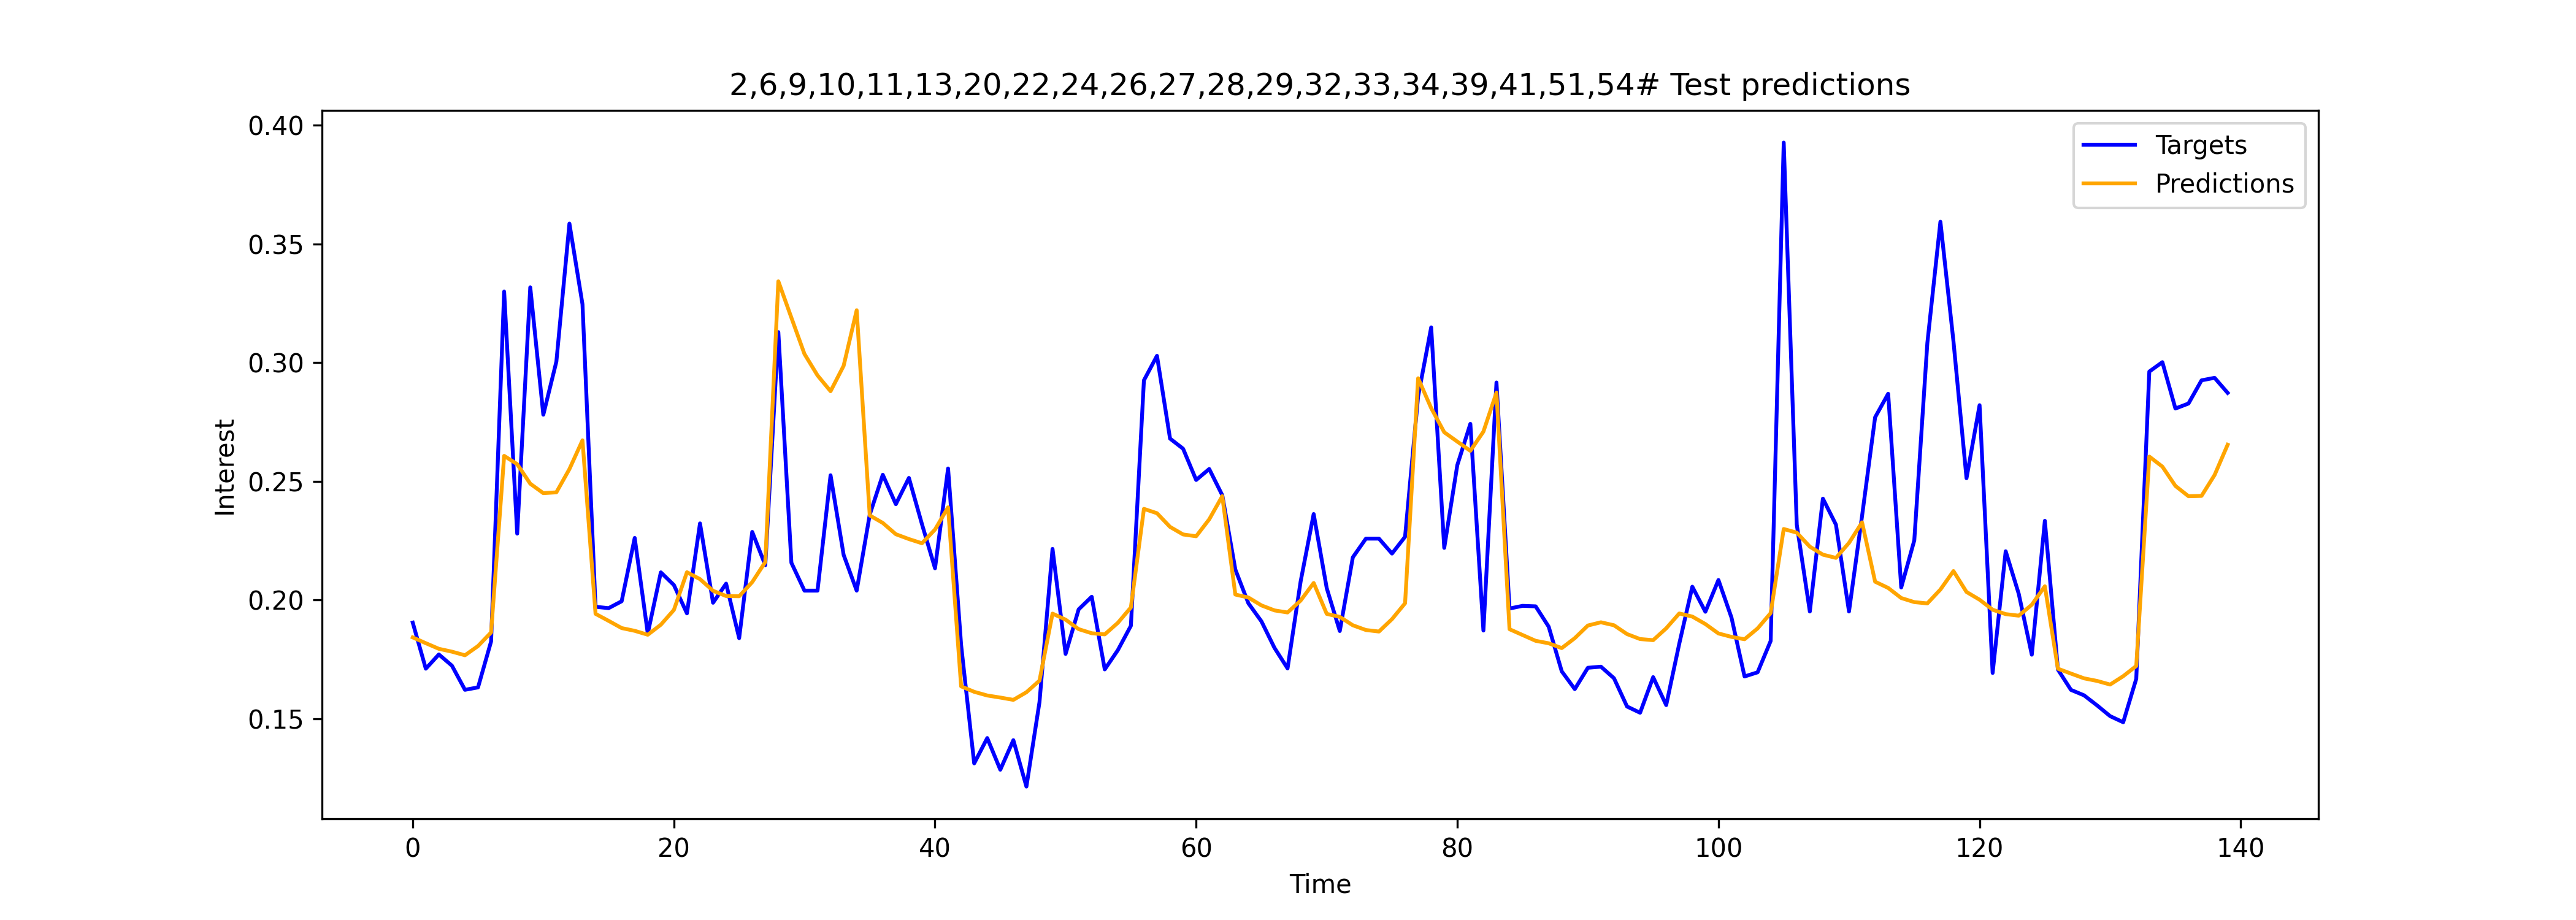 2,6,9,10,11,13,20,22,24,26,27,28,29,32,33,34,39,41,51,54# Test predictions
Targets
Predictions
0.40
0.35
0.30
0.25
0.20
0.15
Interest
0 20 40 60 80 100 120 140
Time